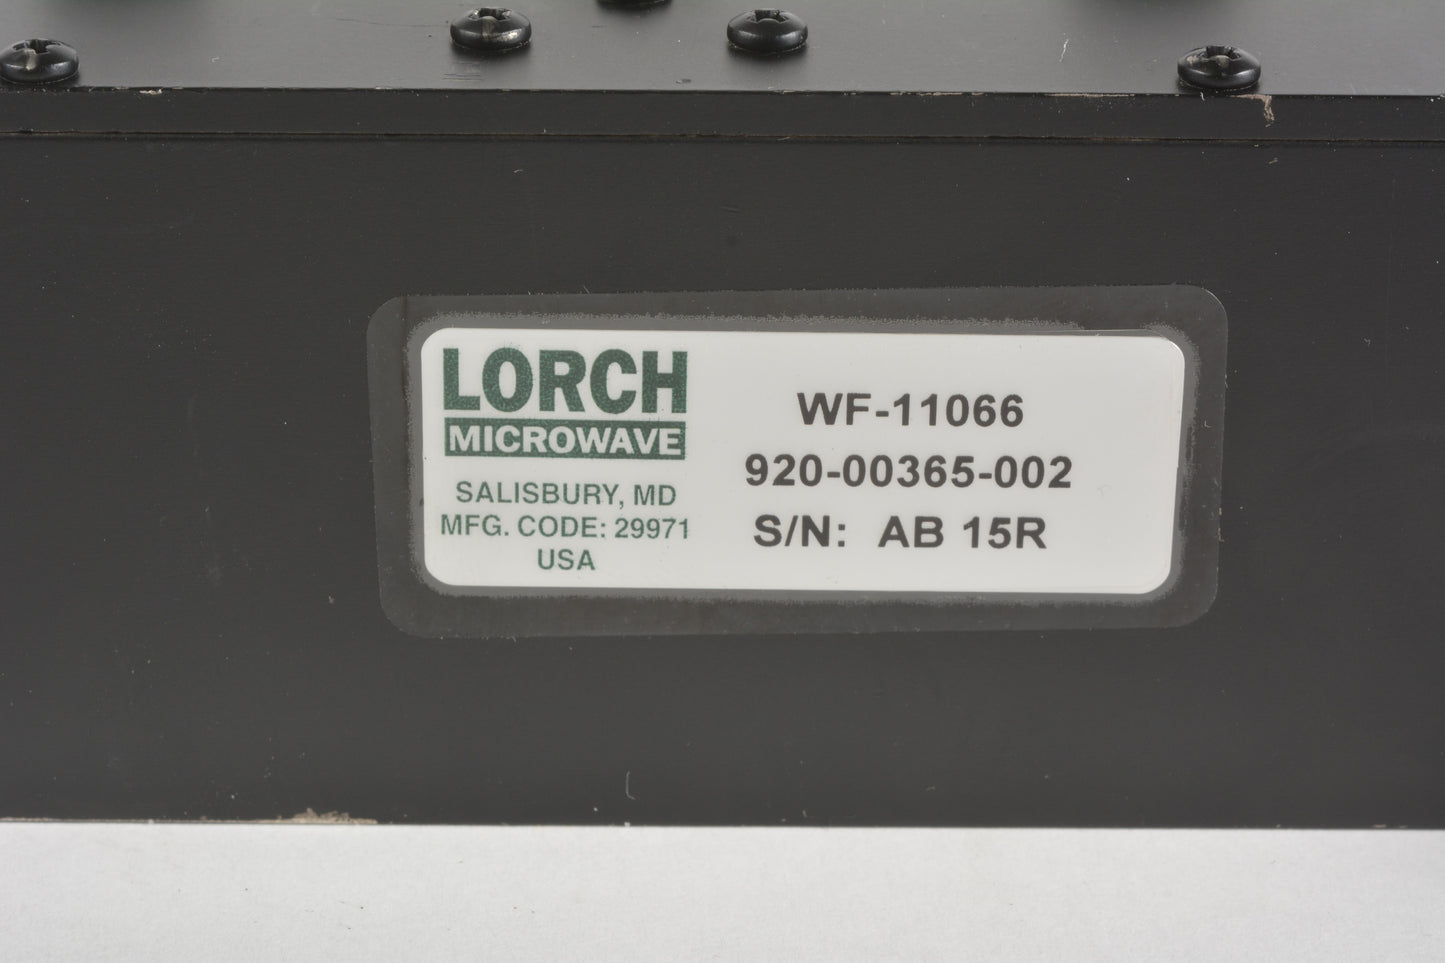 LORCH
MICROWAVE
SALISBURY, MD
MFG. CODE: 29971
USA
WF-11066
920-00365-002
S/N: AB 15R